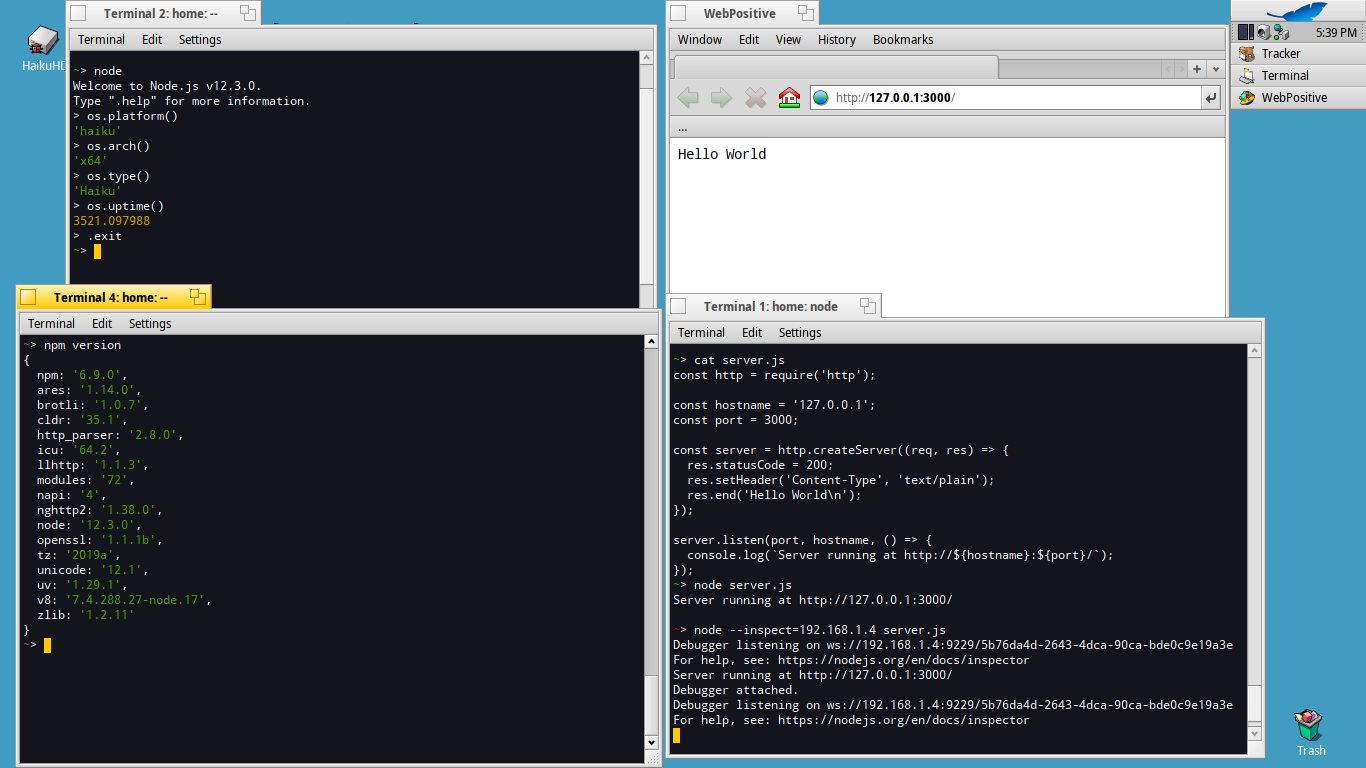 Terminal 2: home: --
Terminal Edit Settings
~> node
Welcome to Node.js v12.3.0.
Type ".help" for more information.
> os.platform()
'haiku'
> os.arch()
'x64'
> os.type()
'Haiku'
> os.uptime()
3521.097988
> .exit
~>
WebPositive
Window Edit View History Bookmarks
http://127.0.0.1:3000/
...
Hello World
5:39 PM
Tracker
Terminal
WebPositive
HaikuHD
Terminal 4: home: --
Terminal Edit Settings
~> npm version
{
  npm: '6.9.0',
  ares: '1.14.0',
  brotli: '1.0.7',
  cldr: '35.1',
  http_parser: '2.8.0',
  icu: '64.2',
  llhttp: '1.1.3',
  modules: '72',
  napi: '4',
  nghttp2: '1.38.0',
  node: '12.3.0',
  openssl: '1.1.1b',
  tz: '2019a',
  unicode: '12.1',
  uv: '1.29.1',
  v8: '7.4.288.27-node.17',
  zlib: '1.2.11'
}
~>
Terminal 1: home: node
Terminal Edit Settings
~> cat server.js
const http = require('http');
const hostname = '127.0.0.1';
const port = 3000;
const server = http.createServer((req, res) => {
  res.statusCode = 200;
  res.setHeader('Content-Type', 'text/plain');
  res.end('Hello World\n');
});
server.listen(port, hostname, () => {
  console.log(`Server running at http://${hostname}:${port}/`);
});
~> node server.js
Server running at http://127.0.0.1:3000/
~> node --inspect=192.168.1.4 server.js
Debugger listening on ws://192.168.1.4:9229/5b76da4d-2643-4dca-90ca-bde0c9e19a3e
For help, see: https://nodejs.org/en/docs/inspector
Server running at http://127.0.0.1:3000/
Debugger attached.
Debugger listening on ws://192.168.1.4:9229/5b76da4d-2643-4dca-90ca-bde0c9e19a3e
For help, see: https://nodejs.org/en/docs/inspector
Trash